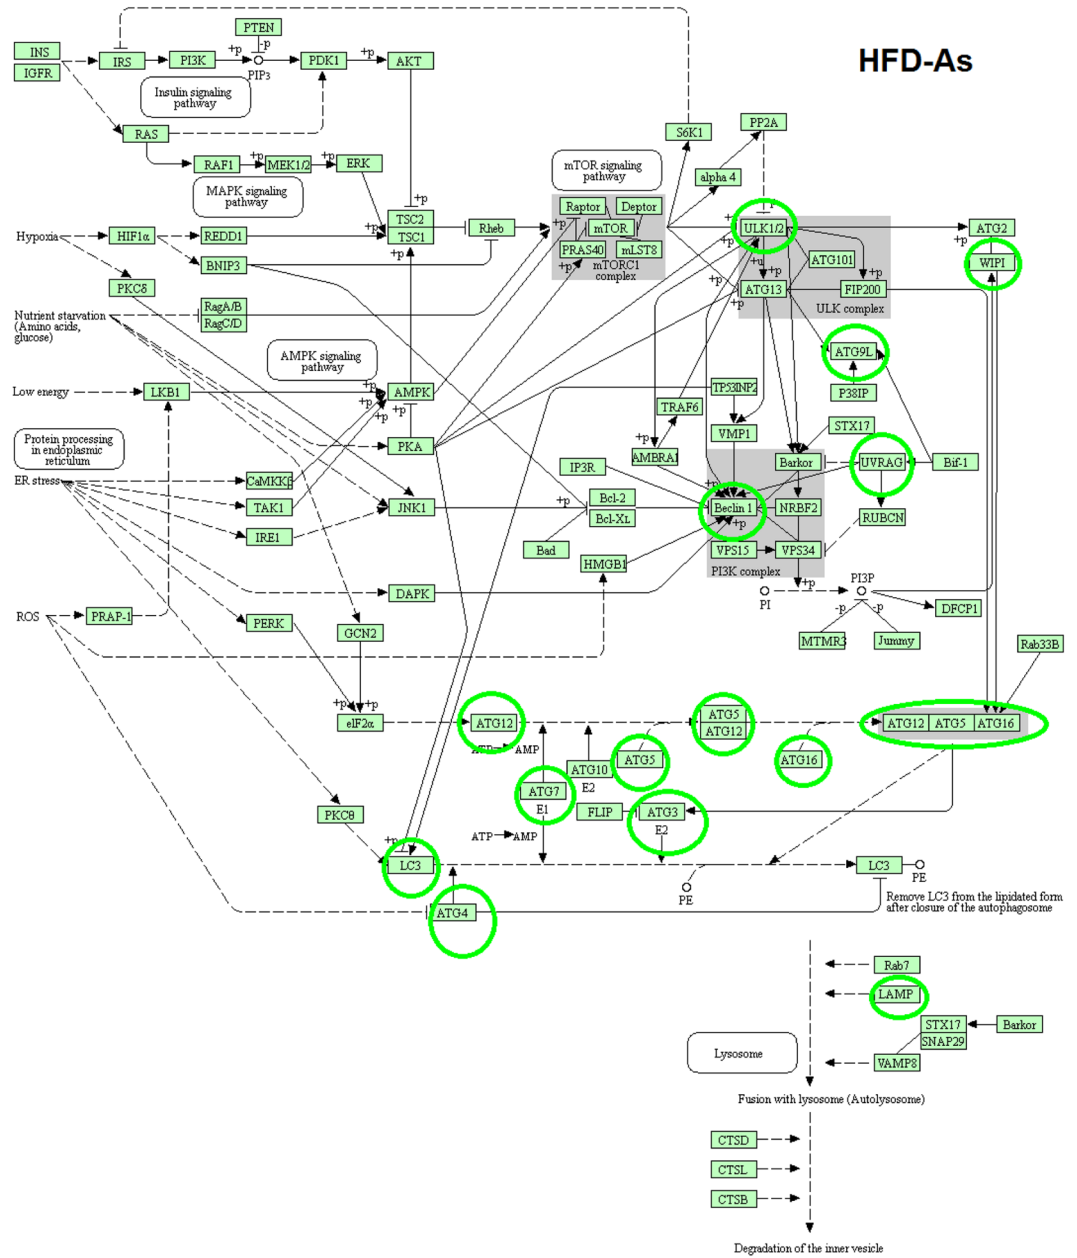 HFD-As
PTEN
-p
INS
IGFR
IRS
PI3K
+p
PIP3
PDK1
+p
AKT
Insulin signaling
pathway
RAS
RAF1
+p
MEK1/2
+p
ERK
MAPK signaling
pathway
S6K1
PP2A
alpha 4
mTOR signaling
pathway
Raptor
Deptor
mTOR
PRAS40
mLST8
mTORC1
complex
+p
+p
+p
TSC2
TSC1
+p
+p
Rheb
Hypoxia
HIF1α
REDD1
BNIP3
PKCδ
RagA/B
RagC/D
Nutrient starvation
(Amino acids,
glucose)
+p
ULK1/2
+p
+p
+p
ATG101
ATG13
FIP200
+p
ULK complex
ATG2
+p
WIPI
ATG9L
P38IP
AMPK signaling
pathway
Low energy
LKB1
+p
+p
+p
AMPK
+p
PKA
TP53INP2
TRAF6
VMP1
STX17
+p
AMBRA1
Protein processing
in endoplasmic
reticulum
ER stress
CaMKKβ
TAK1
IRE1
JNK1
IP3R
Bcl-2
Bcl-XL
+p
Bad
HMGB1
Barkor
UVRAG
Bif-1
Beclin 1
+p
NRBF2
RUBCN
VPS15
VPS34
PI3K complex
+p
PI
PI3P
-p
-p
DFCP1
MTMR3
Jummy
Rab33B
DAPK
ROS
PRAP-1
PERK
GCN2
+p
+p
eIF2α
ATG12
ATP
AMP
ATG7
E1
ATG10
E2
ATG5
ATG5
ATG12
ATG16
ATG12
ATG5
ATG16
PKCθ
FLIP
ATG3
E2
ATP
AMP
+p
LC3
PE
LC3
PE
ATG4
Remove LC3 from the lipidated form
after closure of the autophagosome
Rab7
LAMP
STX17
SNAP29
Barkor
VAMP8
Lysosome
Fusion with lysosome (Autolysosome)
CTSD
CTSL
CTSB
Degradation of the inner vesicle